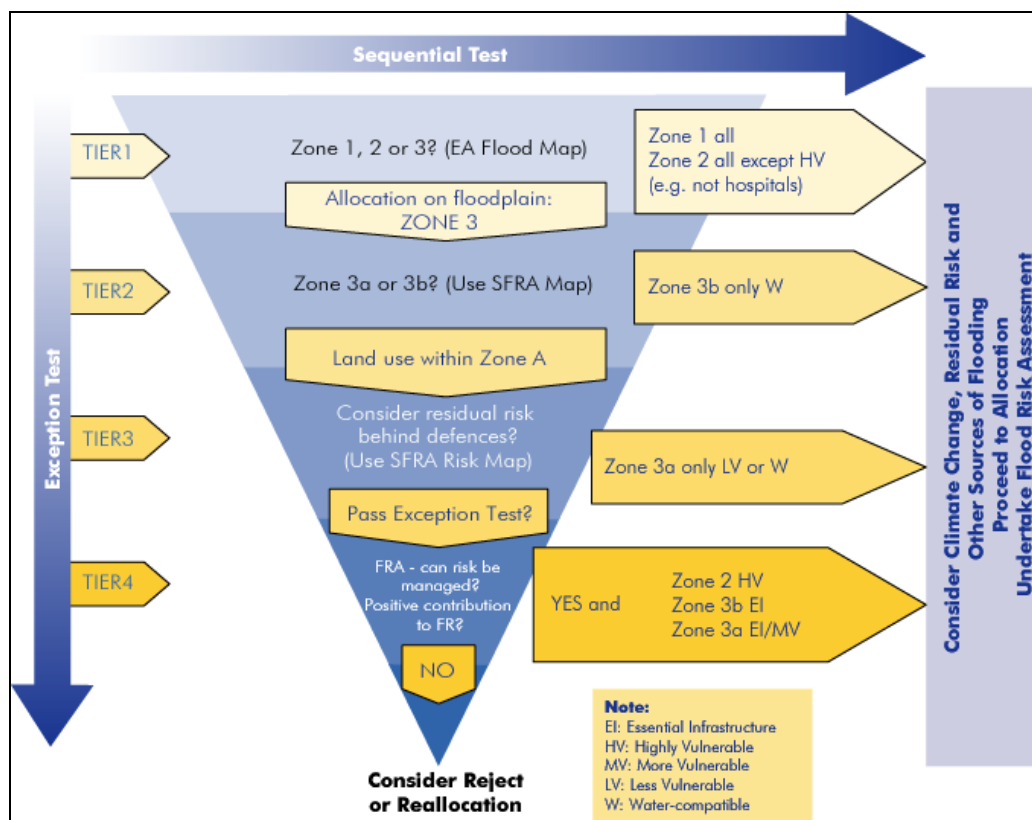 Sequential Test
Exception Test
TIER1
Zone 1, 2 or 3? (EA Flood Map)
Zone 1 all
Zone 2 all except HV
(e.g. not hospitals)
Allocation on floodplain:
ZONE 3
TIER2
Zone 3a or 3b? (Use SFRA Map)
Zone 3b only W
Land use within Zone A
TIER3
Consider residual risk
behind defences?
(Use SFRA Risk Map)
Zone 3a only LV or W
Pass Exception Test?
TIER4
FRA - can risk be
managed?
Positive contribution
to FR?
YES and
Zone 2 HV
Zone 3b EI
Zone 3a EI/MV
NO
Consider Reject
or Reallocation
Note:
EI: Essential Infrastructure
HV: Highly Vulnerable
MV: More Vulnerable
LV: Less Vulnerable
W: Water-compatible
Consider Climate Change, Residual Risk and
Other Sources of Flooding
Proceed to Allocation
Undertake Flood Risk Assessment